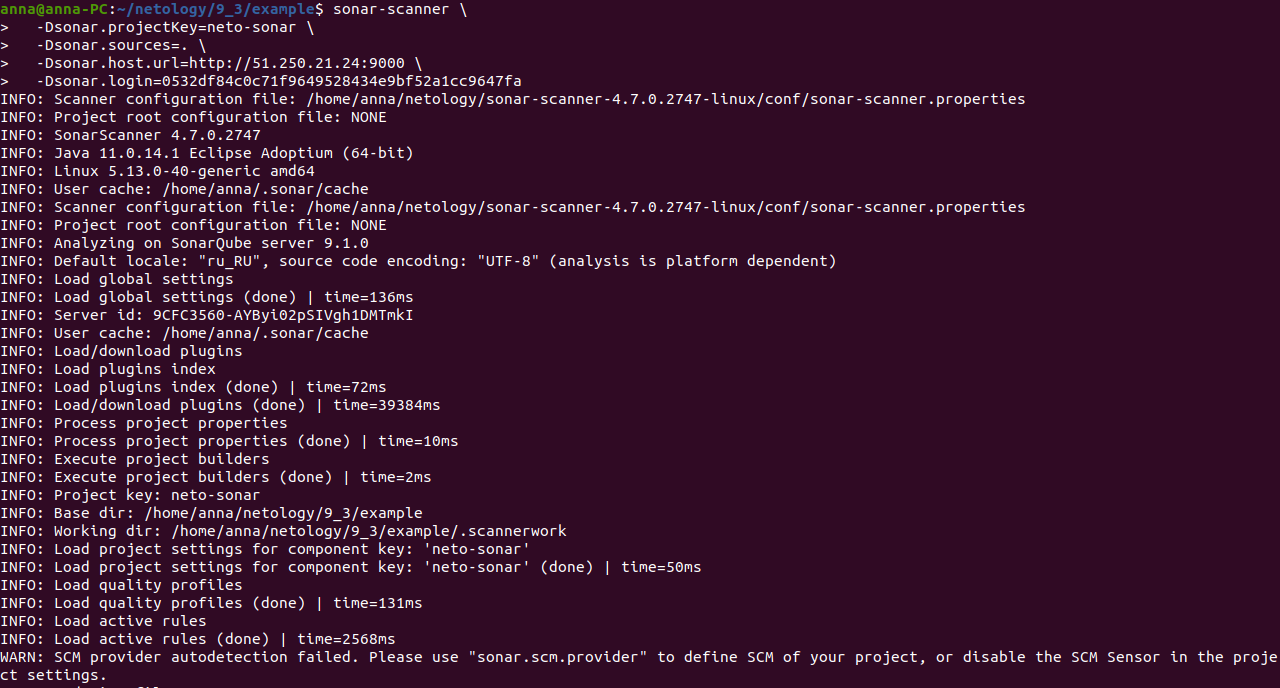 anna@anna-PC:~/netology/9_3/example$ sonar-scanner \
>   -Dsonar.projectKey=neto-sonar \
>   -Dsonar.sources=. \
>   -Dsonar.host.url=http://51.250.21.24:9000 \
>   -Dsonar.login=0532df84c0c71f9649528434e9bf52a1cc9647fa
INFO: Scanner configuration file: /home/anna/netology/sonar-scanner-4.7.0.2747-linux/conf/sonar-scanner.properties
INFO: Project root configuration file: NONE
INFO: SonarScanner 4.7.0.2747
INFO: Java 11.0.14.1 Eclipse Adoptium (64-bit)
INFO: Linux 5.13.0-40-generic amd64
INFO: User cache: /home/anna/.sonar/cache
INFO: Scanner configuration file: /home/anna/netology/sonar-scanner-4.7.0.2747-linux/conf/sonar-scanner.properties
INFO: Project root configuration file: NONE
INFO: Analyzing on SonarQube server 9.1.0
INFO: Default locale: "ru_RU", source code encoding: "UTF-8" (analysis is platform dependent)
INFO: Load global settings
INFO: Load global settings (done) | time=136ms
INFO: Server id: 9CFC3560-AYByi02pSIVgh1DMTmkI
INFO: User cache: /home/anna/.sonar/cache
INFO: Load/download plugins
INFO: Load plugins index
INFO: Load plugins index (done) | time=72ms
INFO: Load/download plugins (done) | time=39384ms
INFO: Process project properties
INFO: Process project properties (done) | time=10ms
INFO: Execute project builders
INFO: Execute project builders (done) | time=2ms
INFO: Project key: neto-sonar
INFO: Base dir: /home/anna/netology/9_3/example
INFO: Working dir: /home/anna/netology/9_3/example/.scannerwork
INFO: Load project settings for component key: 'neto-sonar'
INFO: Load project settings for component key: 'neto-sonar' (done) | time=50ms
INFO: Load quality profiles
INFO: Load quality profiles (done) | time=131ms
INFO: Load active rules
INFO: Load active rules (done) | time=2568ms
WARN: SCM provider autodetection failed. Please use "sonar.scm.provider" to define SCM of your project, or disable the SCM Sensor in the proje
ct settings.